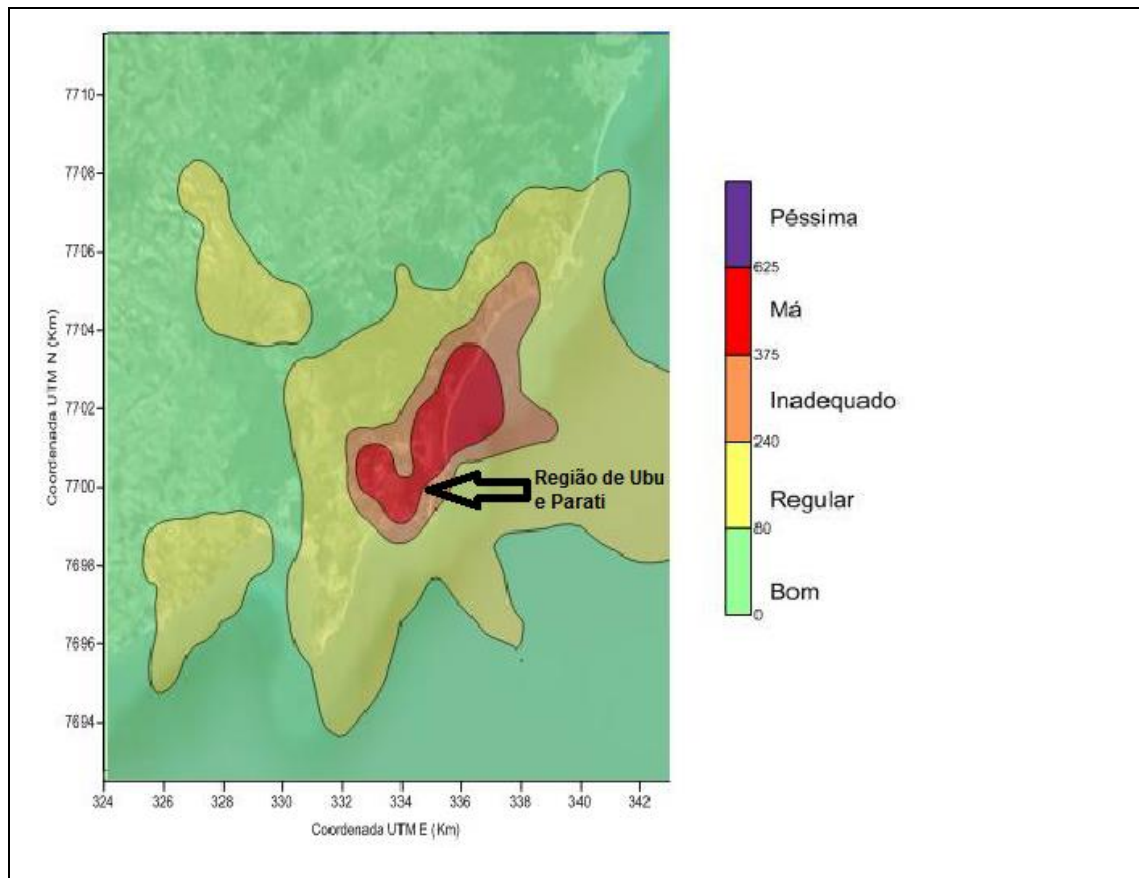 Coordenada UTM N (Km)
7710
7708
7706
7704
7702
7700
7698
7696
7694
324
326
328
330
332
334
336
338
340
342
Coordenada UTM E (Km)
Região de Ubu
e Parati
Péssima
625
Má
375
Inadequado
240
Regular
80
Bom
0